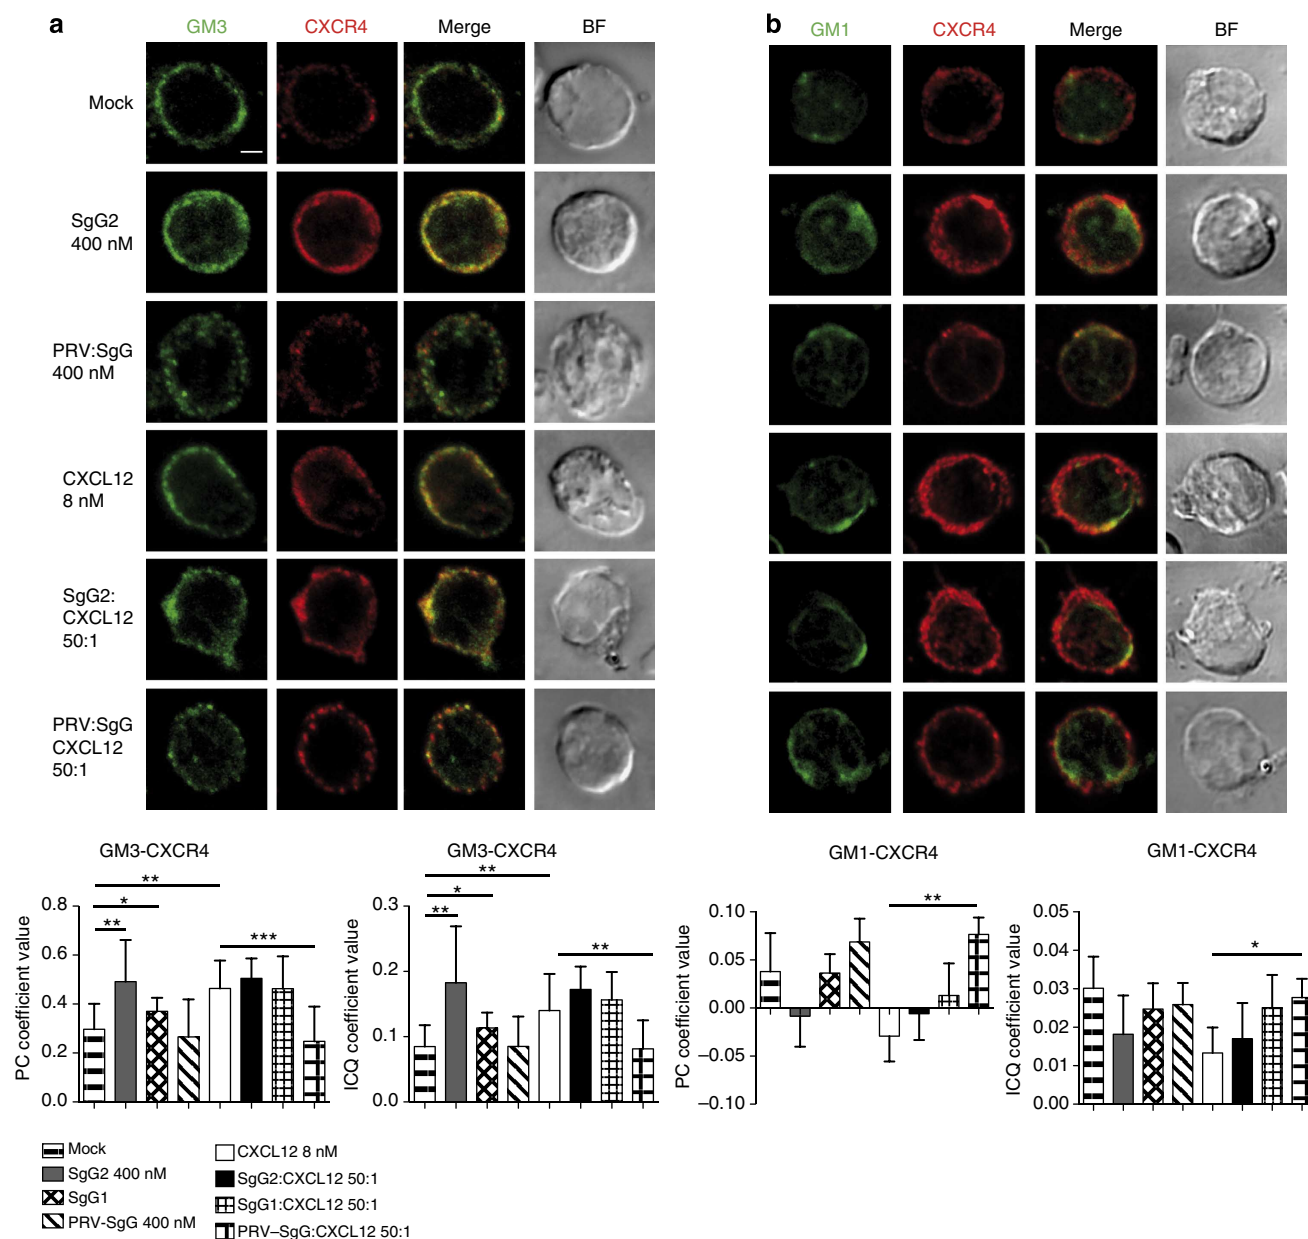 a
GM3 CXCR4 Merge BF
Mock
SgG2
400 nM
PRV:SgG
400 nM
CXCL12
8 nM
SgG2:
CXCL12
50:1
PRV:SgG
CXCL12
50:1
b
GM1 CXCR4 Merge BF
GM3-CXCR4
PC coefficient value
0.8
0.6
0.4
0.2
0.0
**
*
**
***
GM3-CXCR4
ICQ coefficient value
0.3
0.2
0.1
0.0
**
*
**
**
GM1-CXCR4
PC coefficient value
0.10
0.05
0.00
–0.05
–0.10
**
GM1-CXCR4
ICQ coefficient value
0.05
0.04
0.03
0.02
0.01
0.00
*
Mock
SgG2 400 nM
SgG1
PRV-SgG 400 nM
CXCL12 8 nM
SgG2:CXCL12 50:1
SgG1:CXCL12 50:1
PRV–SgG:CXCL12 50:1